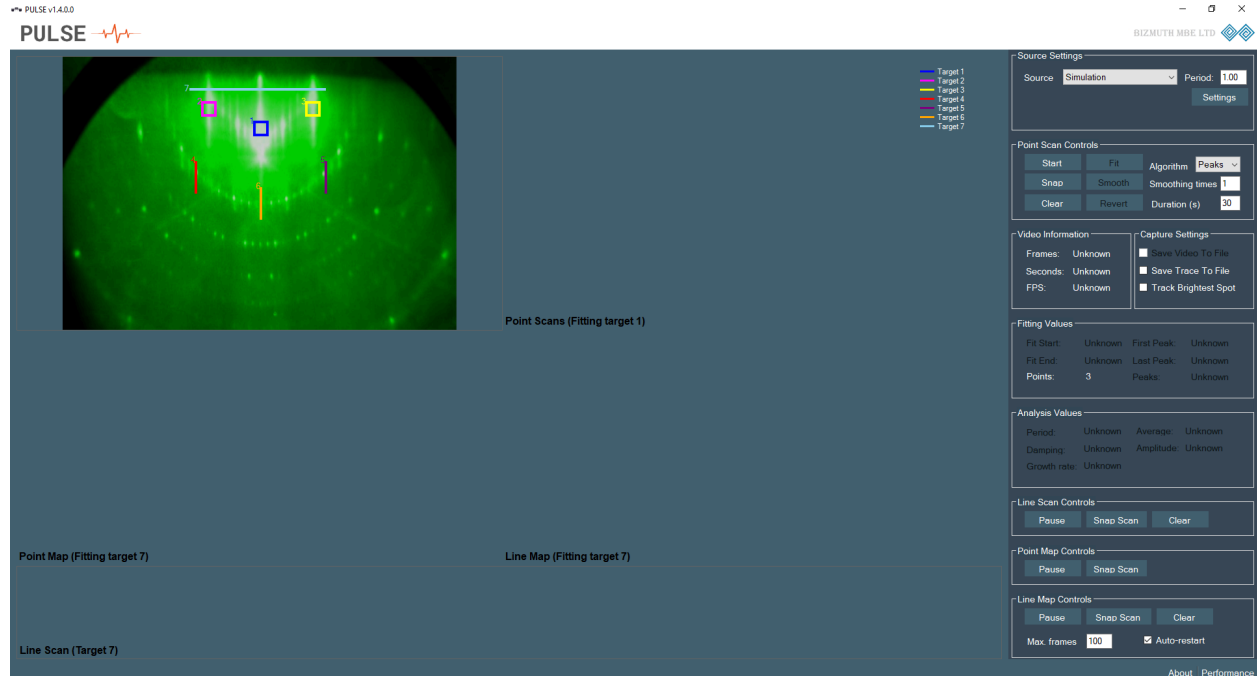 PULSE v1.4.0.0
PULSE
BIZMUTH MBE LTD
7
3
1
4
5
6
Target 1
Target 2
Target 3
Target 4
Target 5
Target 6
Target 7
Point Scans (Fitting target 1)
Point Map (Fitting target 7)
Line Map (Fitting target 7)
Line Scan (Target 7)
Source Settings
Source Simulation Period: 1.00
Settings
Point Scan Controls
Start Fit Algorithm Peaks
Snap Smooth Smoothing times 1
Clear Revert Duration (s) 30
Video Information
Frames: Unknown
Seconds: Unknown
FPS: Unknown
Capture Settings
Save Video To File
Save Trace To File
Track Brightest Spot
Fitting Values
Fit Start: Unknown First Peak: Unknown
Fit End: Unknown Last Peak: Unknown
Points: 3 Peaks: Unknown
Analysis Values
Period: Unknown Average: Unknown
Damping: Unknown Amplitude: Unknown
Growth rate: Unknown
Line Scan Controls
Pause Snap Scan Clear
Point Map Controls
Pause Snap Scan
Line Map Controls
Pause Snap Scan Clear
Max. frames 100 Auto-restart
About Performance